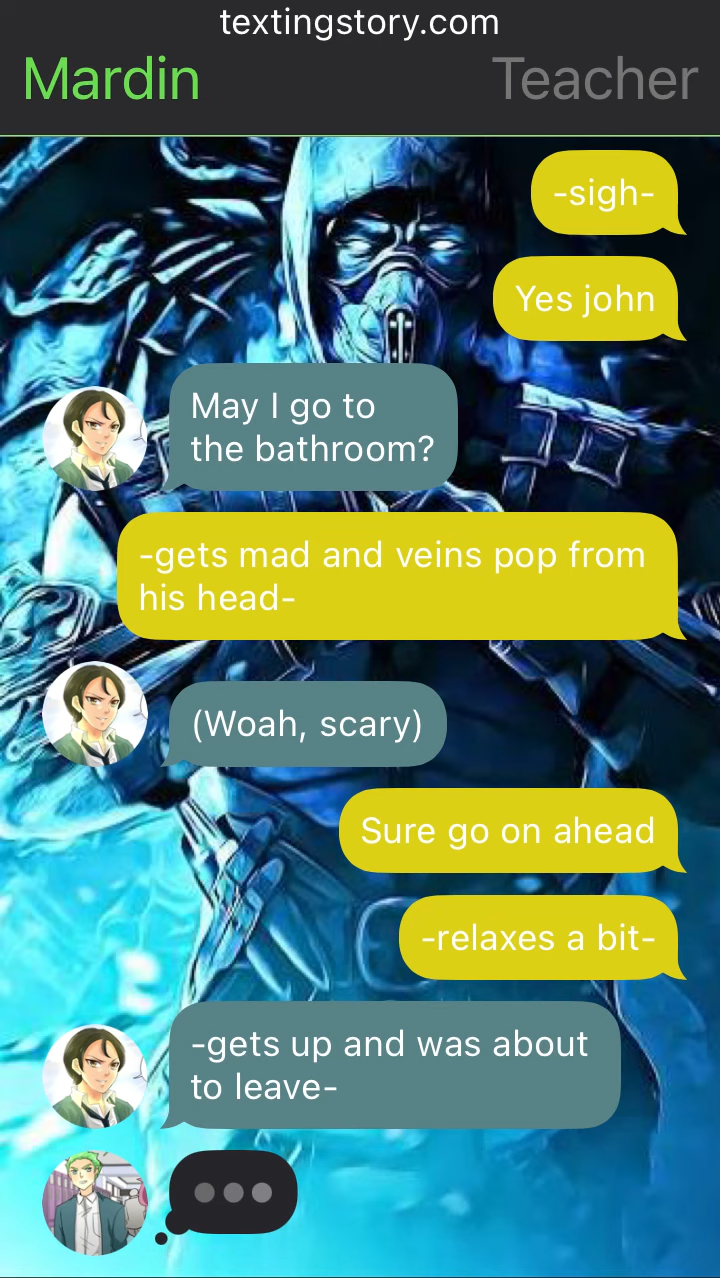 textingstory.com
Mardin
Teacher
-sigh-
Yes john
May I go to
the bathroom?
-gets mad and veins pop from
his head-
(Woah, scary)
Sure go on ahead
-relaxes a bit-
-gets up and was about
to leave-